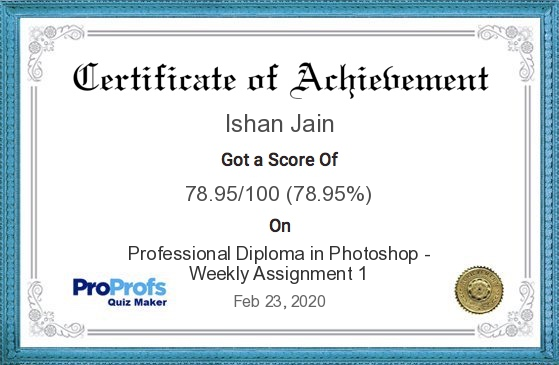 Certificate of Achievement
Ishan Jain
Got a Score Of
78.95/100 (78.95%)
On
Professional Diploma in Photoshop -
Weekly Assignment 1
ProProfs
Quiz Maker
Feb 23, 2020